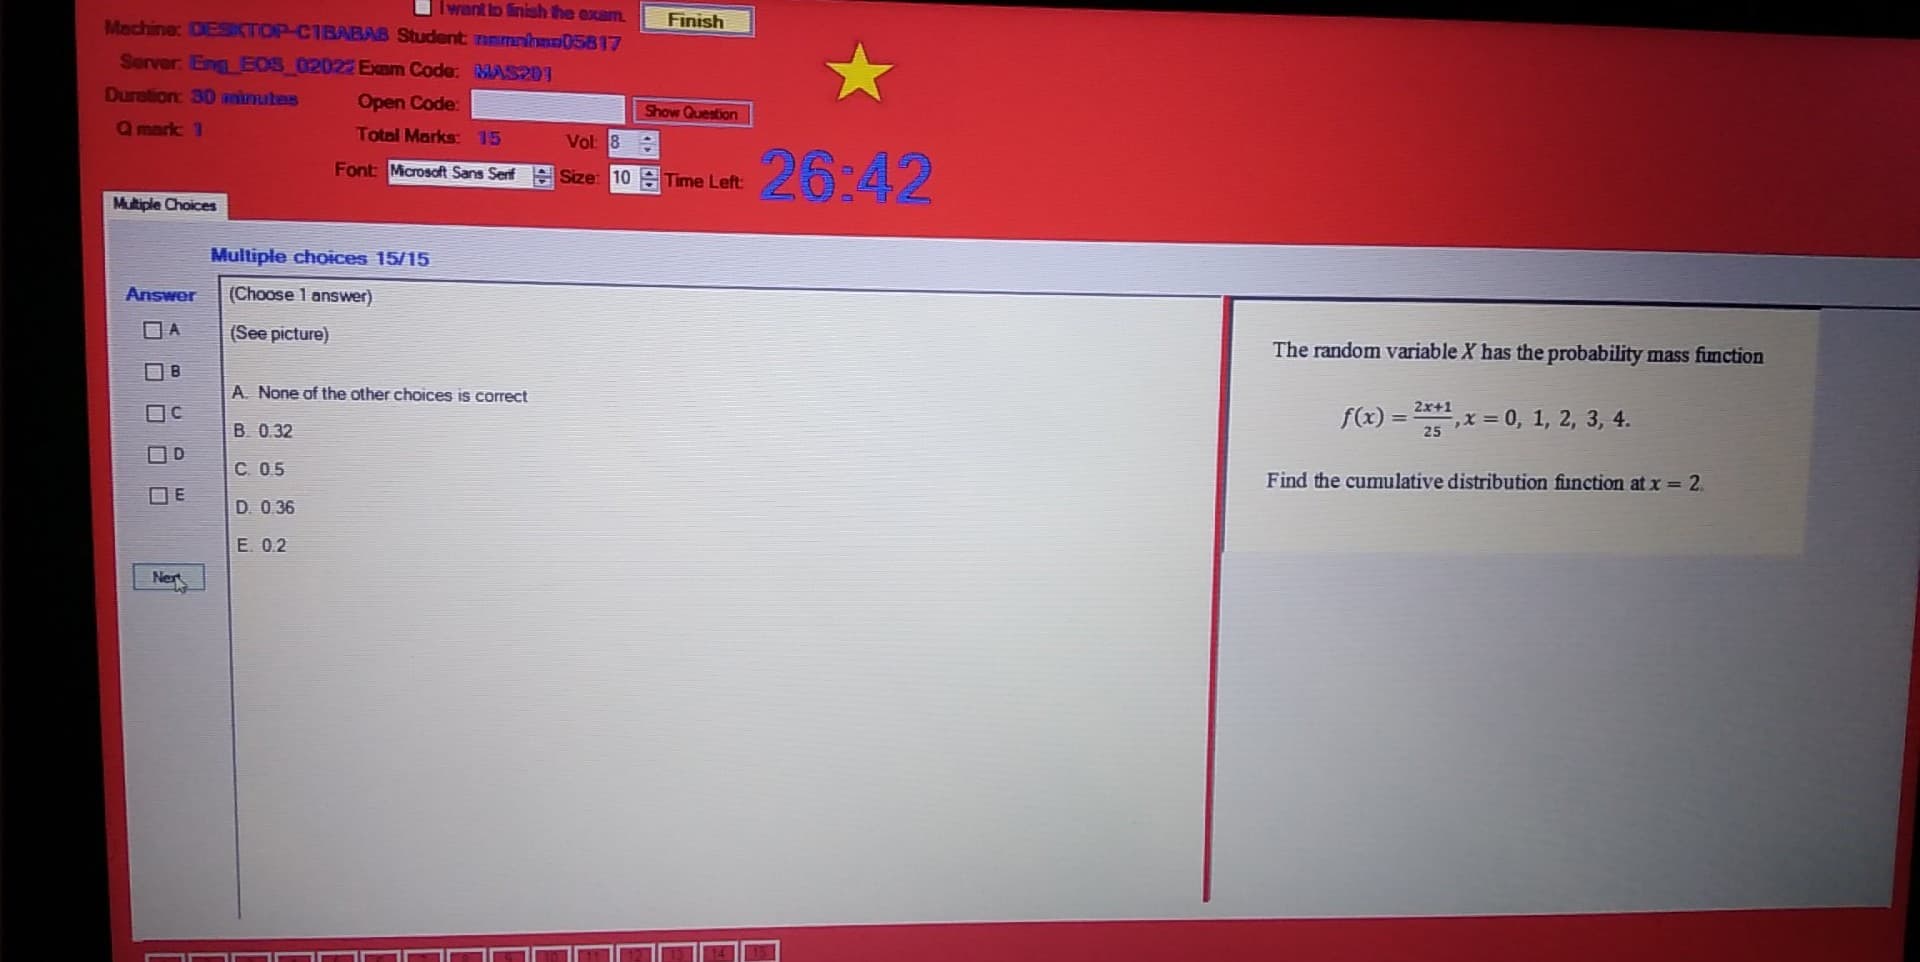 I want to finish the exam.
Finish
Machine: DESKTOP-C1BABAB Student:
Server: Eng_EOS_02022 Exam Code: MAS291
Duration: 30 minutes Open Code: Show Question
Q mark: 1 Total Marks: 15 Vol: 8
Font: Microsoft Sans Serif Size: 10 Time Left: 26:42
Multiple Choices
Multiple choices 15/15
Answer
A
B
C
D
E
Next
(Choose 1 answer)
(See picture)
A. None of the other choices is correct
B. 0.32
C. 0.5
D. 0.36
E. 0.2
The random variable X has the probability mass function
f(x) = 2x+1/25, x = 0, 1, 2, 3, 4.
Find the cumulative distribution function at x = 2.